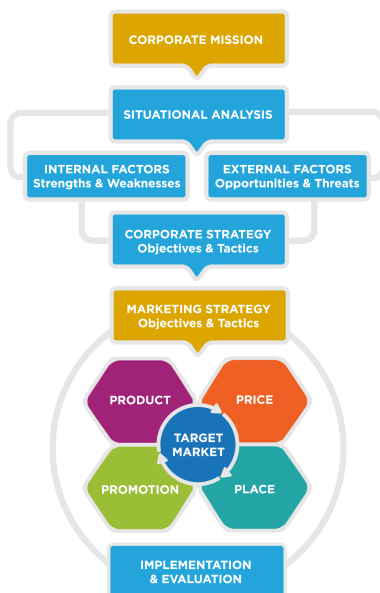 CORPORATE MISSION
SITUATIONAL ANALYSIS
INTERNAL FACTORS
Strengths & Weaknesses
EXTERNAL FACTORS
Opportunities & Threats
CORPORATE STRATEGY
Objectives & Tactics
MARKETING STRATEGY
Objectives & Tactics
PRODUCT
PRICE
TARGET
MARKET
PROMOTION
PLACE
IMPLEMENTATION
& EVALUATION